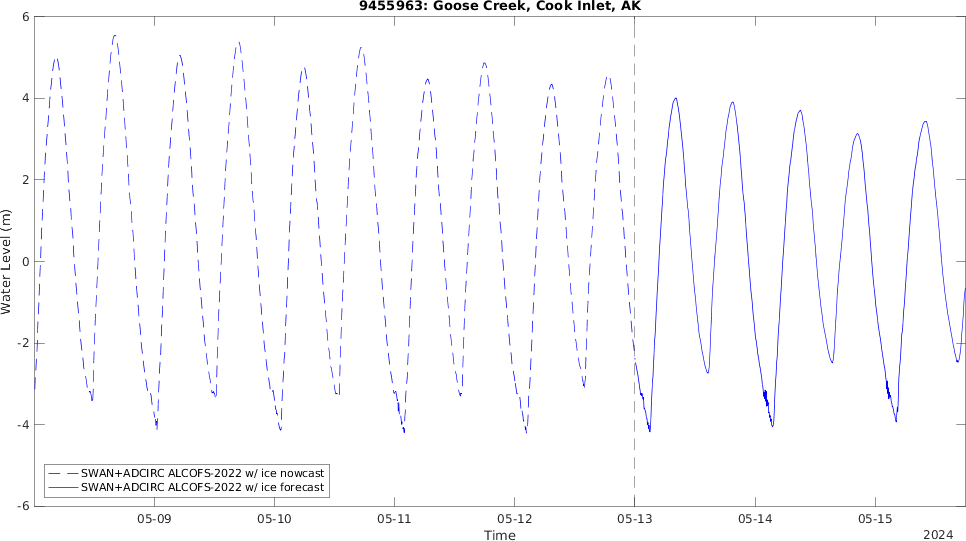 9455963: Goose Creek, Cook Inlet, AK
6
4
2
0
-2
-4
-6
Water Level (m)
SWAN+ADCIRC ALCOFS-2022 w/ ice nowcast
SWAN+ADCIRC ALCOFS-2022 w/ ice forecast
05-09 05-10 05-11 05-12 05-13 05-14 05-15
Time
2024